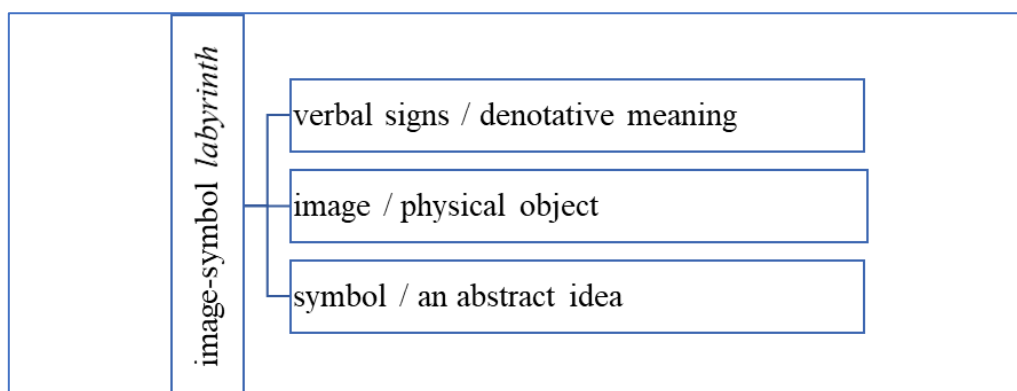 image-symbol labyrinth
verbal signs / denotative meaning
image / physical object
symbol / an abstract idea